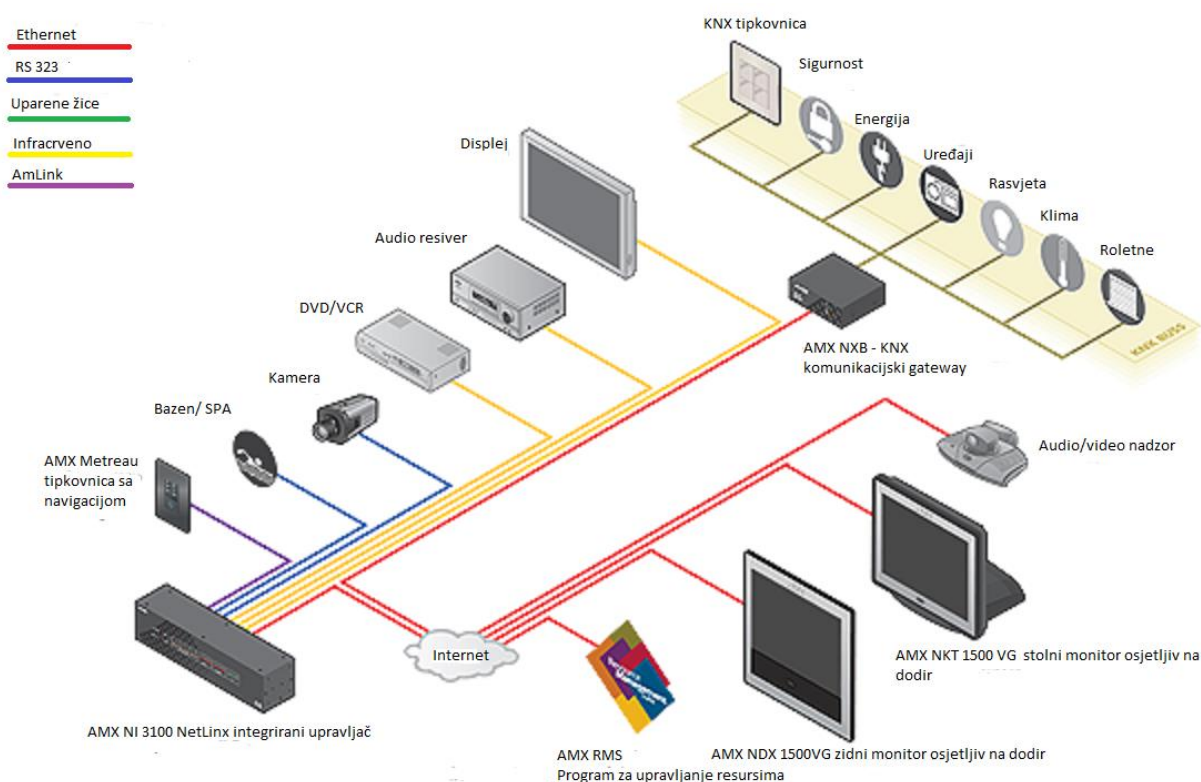 Ethernet
RS 323
Uparene žice
Infracrveno
AmLink
KNX tipkovnica
Sigurnost
Energija
Uređaji
Rasvjeta
Klima
Roletne
KNX BUSS
Displej
Audio resiver
DVD/VCR
Kamera
Bazen/ SPA
AMX Metreau
tipkovnica sa
navigacijom
AMX NXB - KNX
komunikacijski gateway
Audio/video nadzor
Internet
Management
AMX NKT 1500 VG stolni monitor osjetljiv na
dodir
AMX NI 3100 NetLinx integrirani upravljač
AMX RMS
Program za upravljanje resursima
AMX NDX 1500VG zidni monitor osjetljiv na dodir